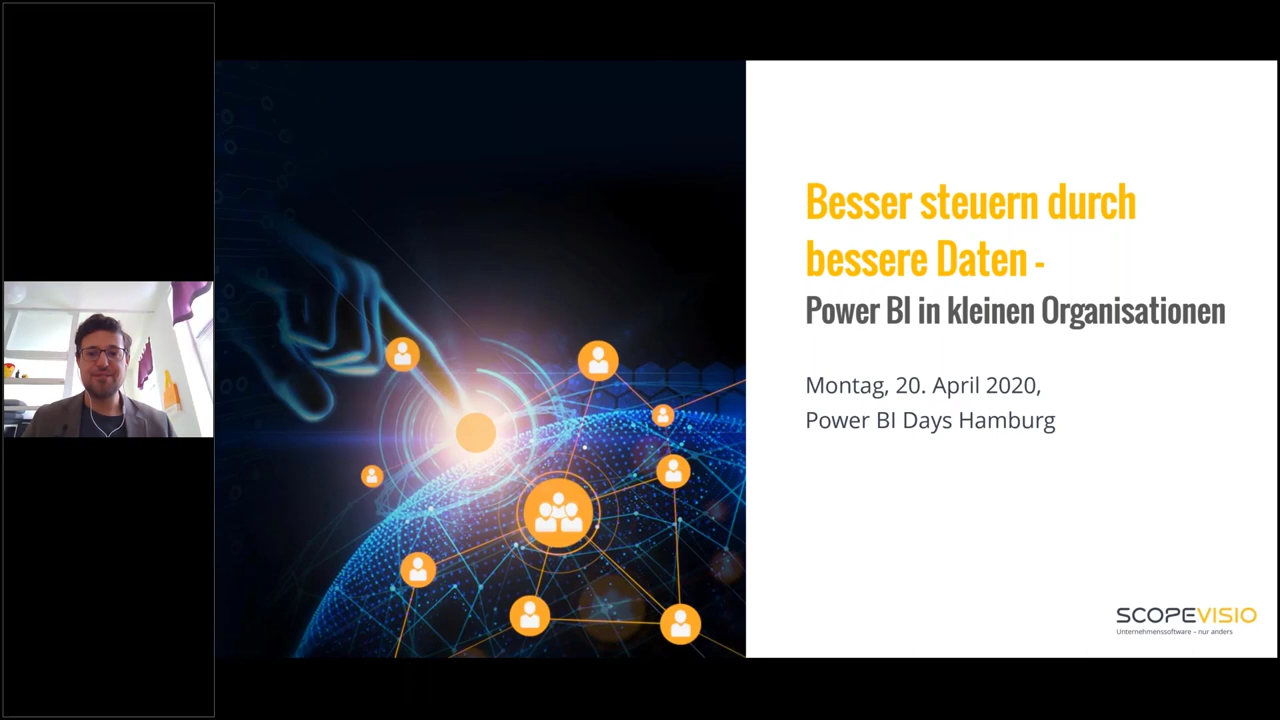 Besser steuern durch
bessere Daten -
Power BI in kleinen Organisationen
Montag, 20. April 2020,
Power BI Days Hamburg
SCOPEVISIO
Unternehmenssoftware – nur anders